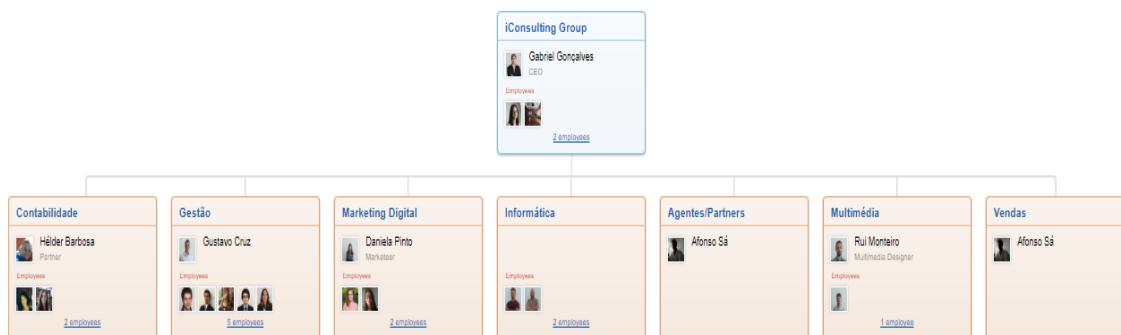 iConsulting Group
Gabriel Gonçalves
CEO
Employees
2 employees
Contabilidade
Hélder Barbosa
Partner
Employees
2 employees
Gestão
Gustavo Cruz
Employees
5 employees
Marketing Digital
Daniela Pinto
Marketeer
Employees
2 employees
Informática
Employees
2 employees
Agentes/Partners
Afonso Sá
Multimédia
Rui Monteiro
Multimedia Designer
Employees
1 employees
Vendas
Afonso Sá